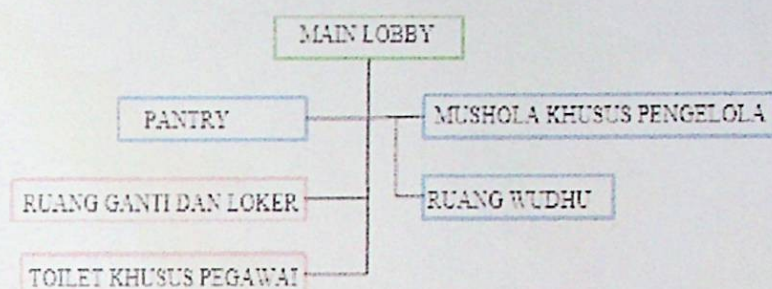 MAIN LOBBY
PANTRY
MUSHOLA KHUSUS PENGELOLA
RUANG GANTI DAN LOKER
RUANG WUDHU
TOILET KHUSUS PEGAWAI